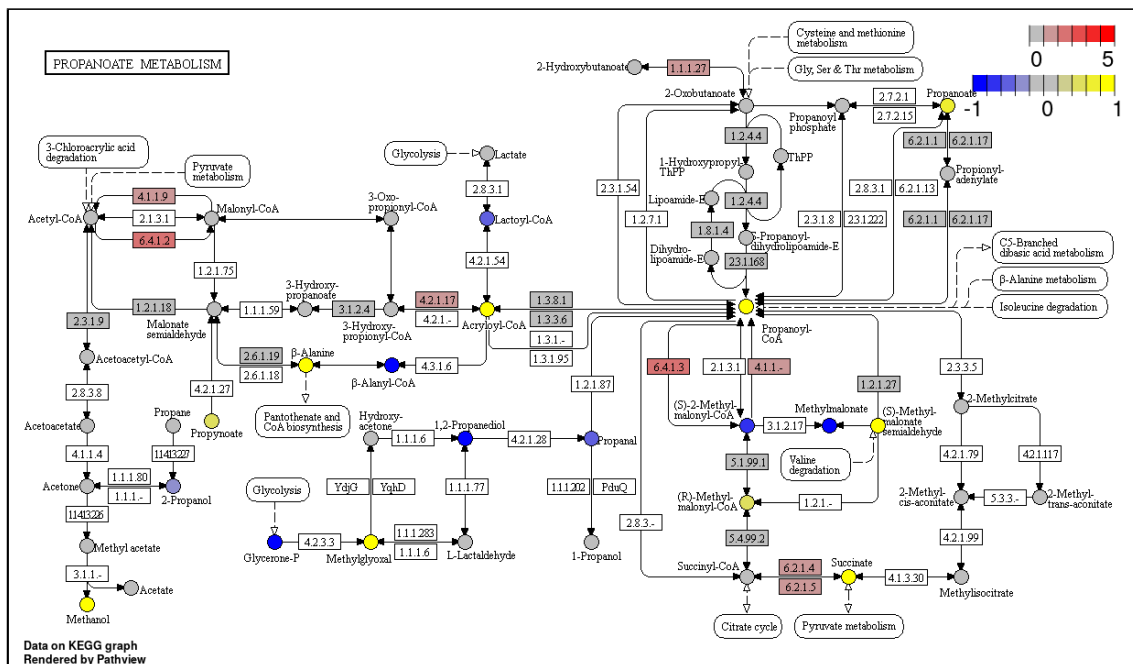 PROPANOATE METABOLISM
0 5
-1 0 1
Cysteine and methionine
metabolism
Gly, Ser & Thr metabolism
2-Hydroxybutanoate
1.1.1.27
2-Oxobutanoate
Propanoyl
phosphate
2.7.2.1
2.7.2.15
Propanoate
1.2.4.4
ThPP
1-Hydroxypropyl-
ThPP
6.2.1.1
6.2.1.17
Propionyl-
adenylate
3-Chloroacrylic acid
degradation
Pyruvate
metabolism
Glycolysis
Lactate
2.3.1.54
2.8.3.1
6.2.1.13
Acetyl-CoA
4.1.1.9
2.1.3.1
6.4.1.2
Malonyl-CoA
3-Oxo-
propionyl-CoA
2.8.3.1
Lactoyl-CoA
1.2.7.1
Lipoamide-E
1.2.4.4
1.8.1.4
S-Propanoyl-
dihydrolipoamide-E
Dihydro-
lipoamide-E
2.3.1.168
2.3.1.8
2.3.1.222
6.2.1.1
6.2.1.17
C5-Branched
dibasic acid metabolism
β-Alanine metabolism
Isoleucine degradation
1.2.1.75
4.2.1.54
3-Hydroxy-
propanoate
1.2.1.18
1.1.1.59
3.1.2.4
4.2.1.17
4.2.1.-
1.3.8.1
1.3.3.6
1.3.1.-
1.3.1.95
2.3.1.9
Malonate
semialdehyde
3-Hydroxy-
propionyl-CoA
Acryloyl-CoA
Propanoyl-
CoA
Acetoacetyl-CoA
2.6.1.19
2.6.1.18
β-Alanine
β-Alanyl-CoA
4.3.1.6
6.4.1.3
2.1.3.1
4.1.1.-
1.2.1.27
2.3.3.5
2.8.3.8
4.2.1.27
1.2.1.87
Pantothenate and
CoA biosynthesis
Acetoacetate
Propane
Propynoate
Hydroxy-
acetone
1,2-Propanediol
1.1.1.6
4.2.1.28
Propanal
(S)-2-Methyl-
malonyl-CoA
3.1.2.17
Methylmalonate
(S)-Methyl-
malonate
semialdehyde
2-Methylcitrate
4.1.1.4
1.14.13.227
Valine
degradation
5.1.99.1
4.2.1.79
4.2.1.117
Acetone
1.1.1.80
1.1.1.-
2-Propanol
Glycolysis
YdjG
YqhD
1.1.1.77
1.1.1.202
PduQ
(R)-Methyl-
malonyl-CoA
1.2.1.-
2-Methyl-
cis-aconitate
5.3.3.-
2-Methyl-
trans-aconitate
1.14.13.226
2.8.3.-
Methyl acetate
Glycerone-P
4.2.3.3
Methylglyoxal
1.1.1.283
1.1.1.6
L-Lactaldehyde
1-Propanol
5.4.99.2
4.2.1.99
3.1.1.-
Acetate
Methanol
Succinyl-CoA
6.2.1.4
6.2.1.5
Succinate
4.1.3.30
Methylisocitrate
Citrate cycle
Pyruvate metabolism
Data on KEGG graph
Rendered by Pathview